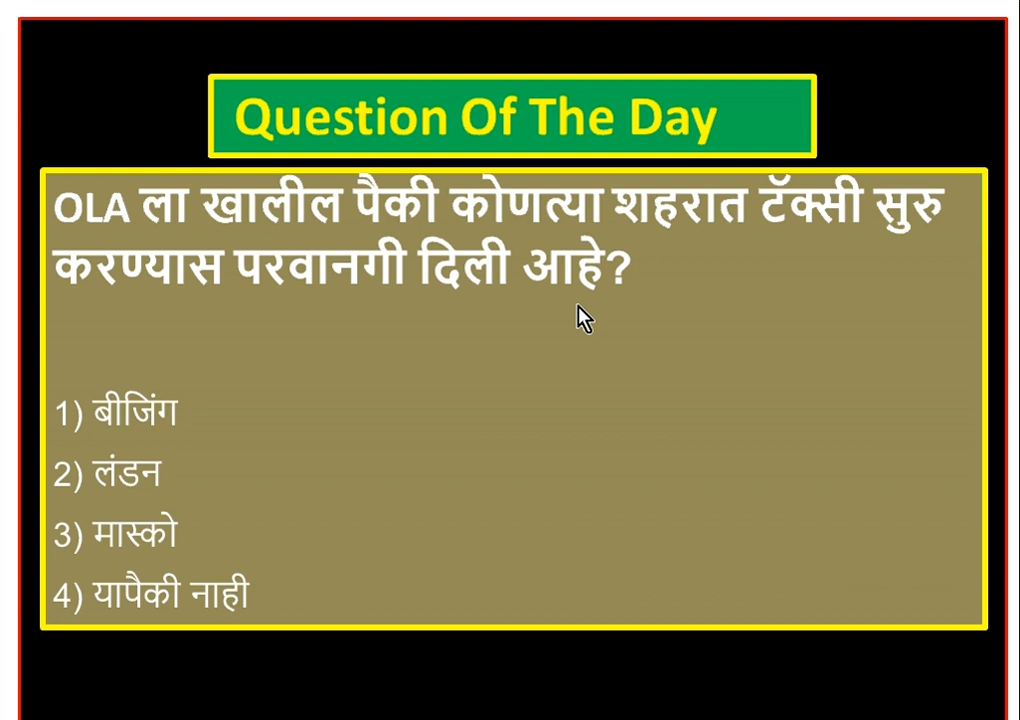 Question Of The Day
OLA ला खालील पैकी कोणत्या शहरात टॅक्सी सुरु
करण्यास परवानगी दिली आहे?
1) बीजिंग
2) लंडन
3) मास्को
4) यापैकी नाही